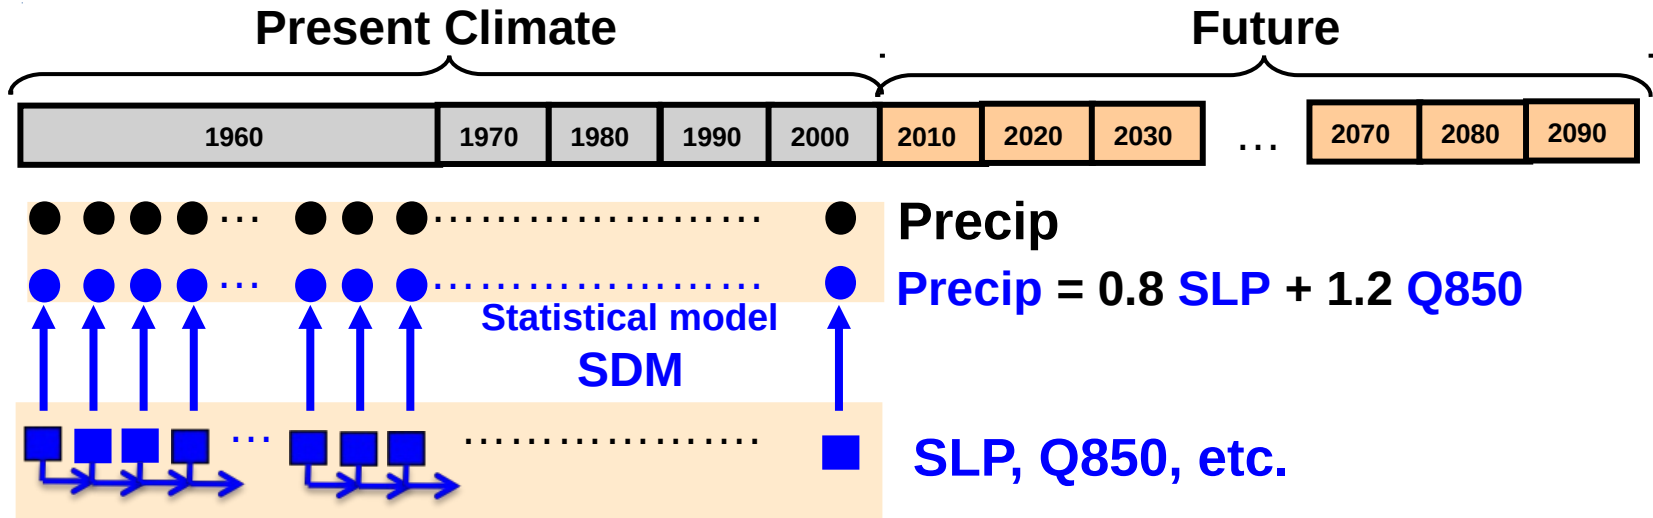 Present Climate Future
1960 1970 1980 1990 2000 2010 2020 2030 ... 2070 2080 2090
Precip
Precip = 0.8 SLP + 1.2 Q850
Statistical model
SDM
SLP, Q850, etc.